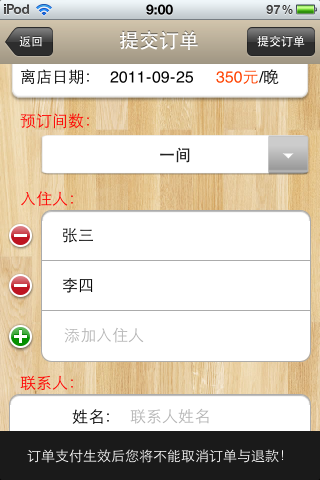 iPod 9:00 97%
返回 提交订单 提交订单
离店日期： 2011-09-25 350元/晚
预订间数：
一间
入住人：
张三
李四
添加入住人
联系人：
姓名： 联系人姓名
订单支付生效后您将不能取消订单与退款！